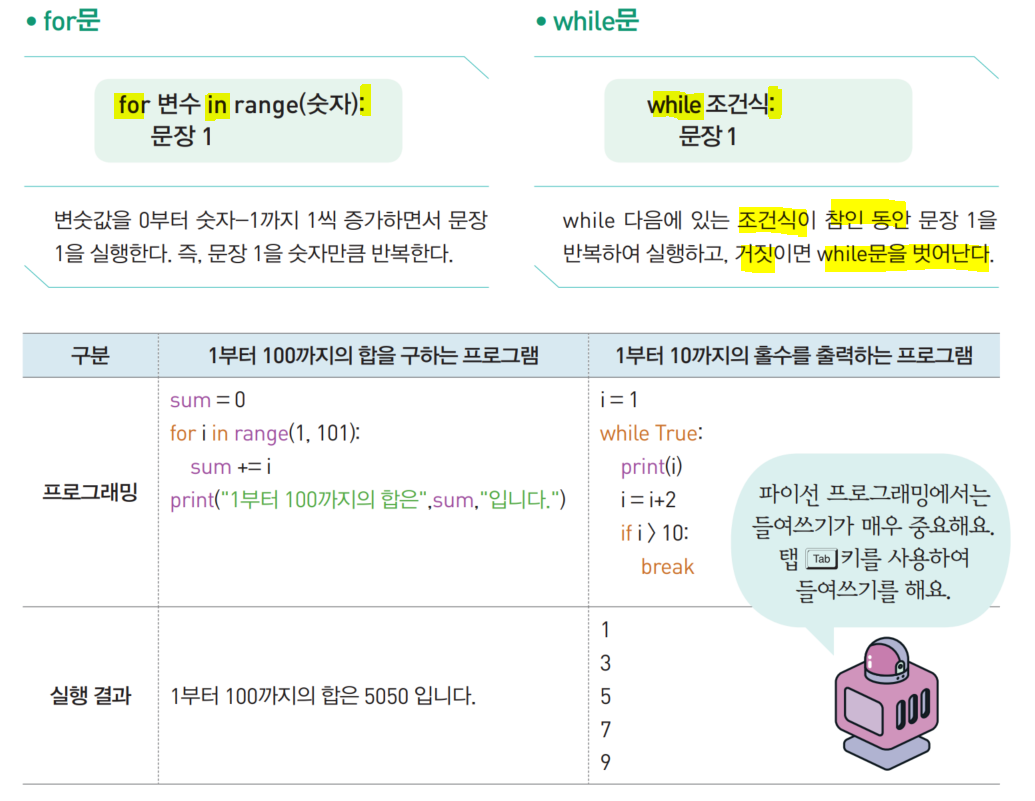 • for문
for 변수 in range(숫자):
문장 1
변숫값을 0부터 숫자−1까지 1씩 증가하면서 문장
1을 실행한다. 즉, 문장 1을 숫자만큼 반복한다.
• while문
while 조건식:
문장 1
while 다음에 있는 조건식이 참인 동안 문장 1을
반복하여 실행하고, 거짓이면 while문을 벗어난다.
구분
1부터 100까지의 합을 구하는 프로그램
1부터 10까지의 홀수를 출력하는 프로그램
프로그래밍
sum = 0
for i in range(1, 101):
    sum += i
print("1부터 100까지의 합은",sum,"입니다.")
i = 1
while True:
    print(i)
    i = i+2
    if i > 10:
        break
파이선 프로그래밍에서는
들여쓰기가 매우 중요해요.
탭 Tab 키를 사용하여
들여쓰기를 해요.
실행 결과
1부터 100까지의 합은 5050 입니다.
1
3
5
7
9